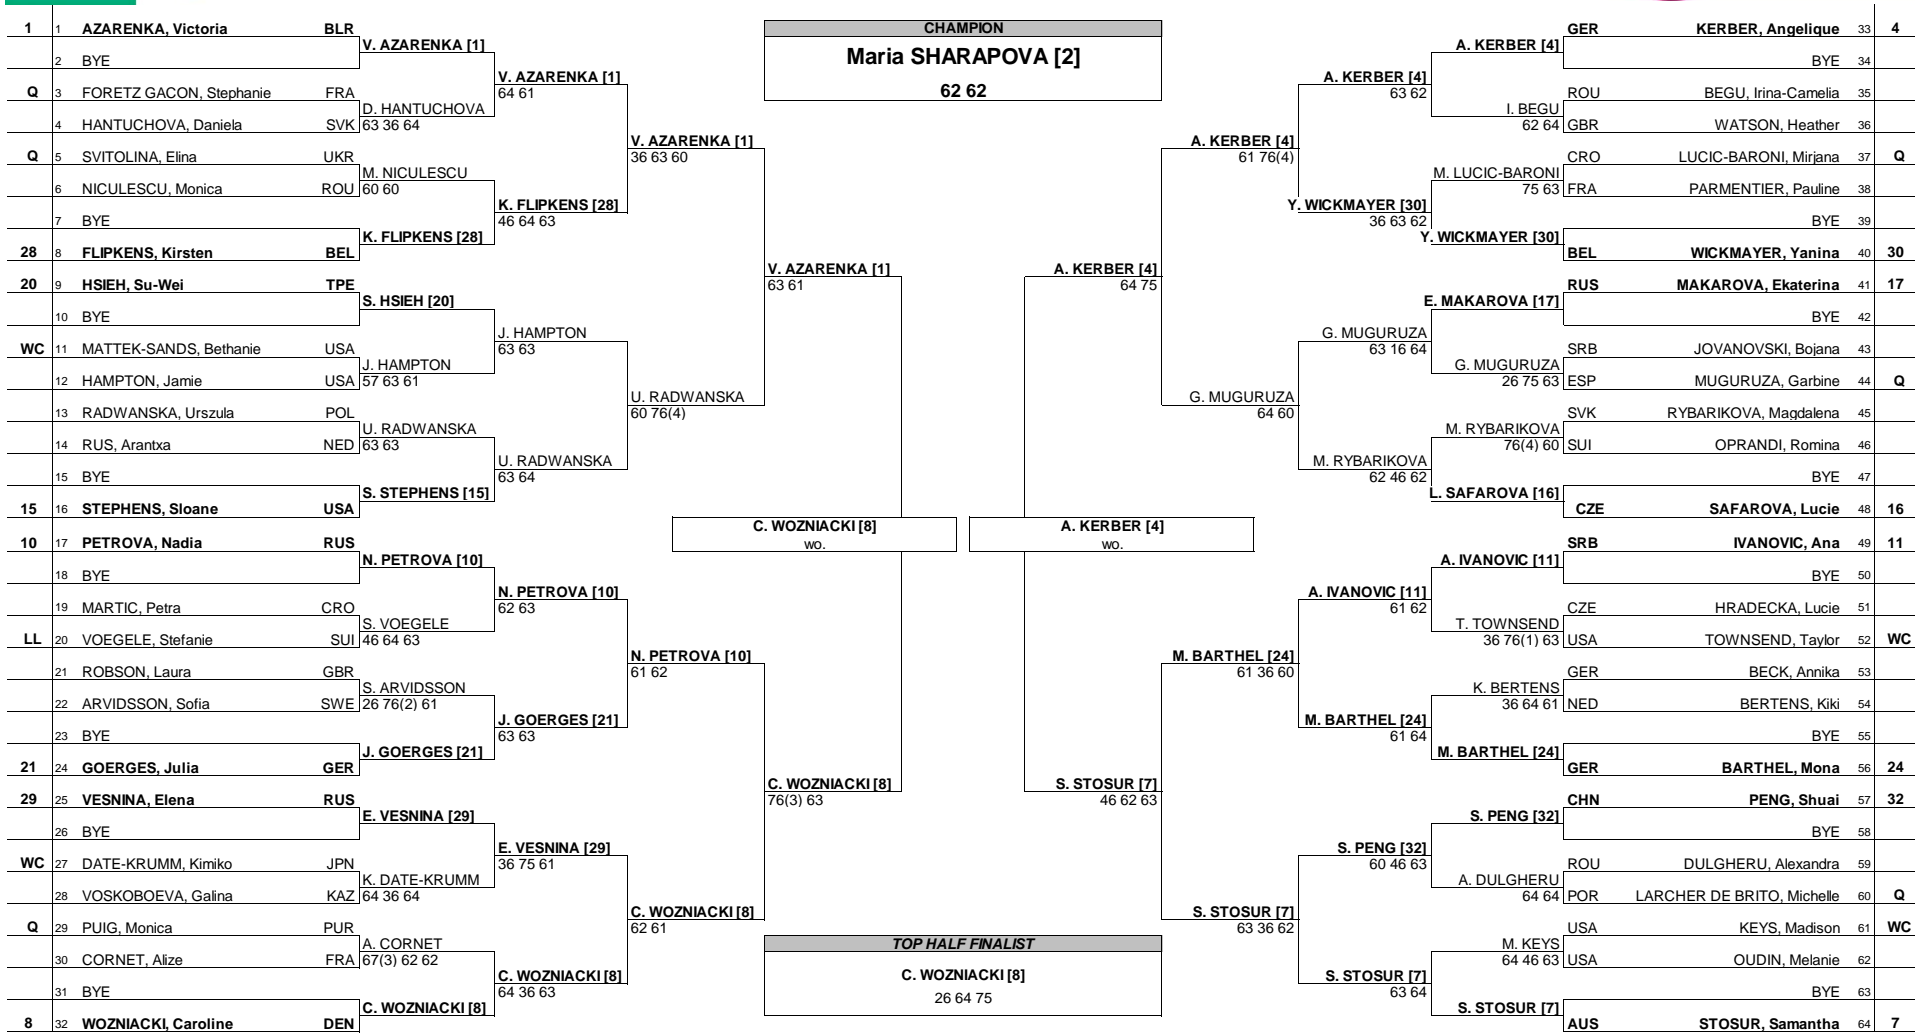 CHAMPION
Maria SHARAPOVA [2]
62 62
1 1 AZARENKA, Victoria BLR
2 BYE
Q 3 FORETZ GACON, Stephanie FRA
4 HANTUCHOVA, Daniela SVK
Q 5 SVITOLINA, Elina UKR
6 NICULESCU, Monica ROU
7 BYE
28 8 FLIPKENS, Kirsten BEL
20 9 HSIEH, Su-Wei TPE
10 BYE
WC 11 MATTEK-SANDS, Bethanie USA
12 HAMPTON, Jamie USA
13 RADWANSKA, Urszula POL
14 RUS, Arantxa NED
15 BYE
15 16 STEPHENS, Sloane USA
10 17 PETROVA, Nadia RUS
18 BYE
19 MARTIC, Petra CRO
LL 20 VOEGELE, Stefanie SUI
21 ROBSON, Laura GBR
22 ARVIDSSON, Sofia SWE
23 BYE
21 24 GOERGES, Julia GER
29 25 VESNINA, Elena RUS
26 BYE
WC 27 DATE-KRUMM, Kimiko JPN
28 VOSKOBOEVA, Galina KAZ
Q 29 PUIG, Monica PUR
30 CORNET, Alize FRA
31 BYE
8 32 WOZNIACKI, Caroline DEN
V. AZARENKA [1]
D. HANTUCHOVA
63 36 64
M. NICULESCU
60 60
K. FLIPKENS [28]
S. HSIEH [20]
J. HAMPTON
57 63 61
U. RADWANSKA
63 63
S. STEPHENS [15]
N. PETROVA [10]
S. VOEGELE
46 64 63
S. ARVIDSSON
26 76(2) 61
J. GOERGES [21]
E. VESNINA [29]
K. DATE-KRUMM
64 36 64
A. CORNET
67(3) 62 62
C. WOZNIACKI [8]
V. AZARENKA [1]
64 61
K. FLIPKENS [28]
46 64 63
J. HAMPTON
63 63
U. RADWANSKA
63 64
N. PETROVA [10]
62 63
J. GOERGES [21]
63 63
E. VESNINA [29]
36 75 61
C. WOZNIACKI [8]
64 36 63
V. AZARENKA [1]
36 63 60
U. RADWANSKA
60 76(4)
N. PETROVA [10]
61 62
C. WOZNIACKI [8]
62 61
V. AZARENKA [1]
63 61
C. WOZNIACKI [8]
76(3) 63
C. WOZNIACKI [8]
wo.
A. KERBER [4]
wo.
TOP HALF FINALIST
C. WOZNIACKI [8]
26 64 75
A. KERBER [4]
64 75
S. STOSUR [7]
46 62 63
A. KERBER [4]
61 76(4)
G. MUGURUZA
64 60
M. BARTHEL [24]
61 36 60
S. STOSUR [7]
63 36 62
A. KERBER [4]
63 62
Y. WICKMAYER [30]
36 63 62
G. MUGURUZA
63 16 64
M. RYBARIKOVA
62 46 62
A. IVANOVIC [11]
61 62
M. BARTHEL [24]
61 64
S. PENG [32]
60 46 63
S. STOSUR [7]
63 64
A. KERBER [4]
I. BEGU
62 64
M. LUCIC-BARONI
75 63
Y. WICKMAYER [30]
E. MAKAROVA [17]
G. MUGURUZA
26 75 63
M. RYBARIKOVA
76(4) 60
L. SAFAROVA [16]
A. IVANOVIC [11]
T. TOWNSEND
36 76(1) 63
K. BERTENS
36 64 61
M. BARTHEL [24]
S. PENG [32]
A. DULGHERU
64 64
M. KEYS
64 46 63
S. STOSUR [7]
GER KERBER, Angelique 33 4
BYE 34
ROU BEGU, Irina-Camelia 35
GBR WATSON, Heather 36
CRO LUCIC-BARONI, Mirjana 37 Q
FRA PARMENTIER, Pauline 38
BYE 39
BEL WICKMAYER, Yanina 40 30
RUS MAKAROVA, Ekaterina 41 17
BYE 42
SRB JOVANOVSKI, Bojana 43
ESP MUGURUZA, Garbine 44 Q
SVK RYBARIKOVA, Magdalena 45
SUI OPRANDI, Romina 46
BYE 47
CZE SAFAROVA, Lucie 48 16
SRB IVANOVIC, Ana 49 11
BYE 50
CZE HRADECKA, Lucie 51
USA TOWNSEND, Taylor 52 WC
GER BECK, Annika 53
NED BERTENS, Kiki 54
BYE 55
GER BARTHEL, Mona 56 24
CHN PENG, Shuai 57 32
BYE 58
ROU DULGHERU, Alexandra 59
POR LARCHER DE BRITO, Michelle 60 Q
USA KEYS, Madison 61 WC
USA OUDIN, Melanie 62
BYE 63
AUS STOSUR, Samantha 64 7